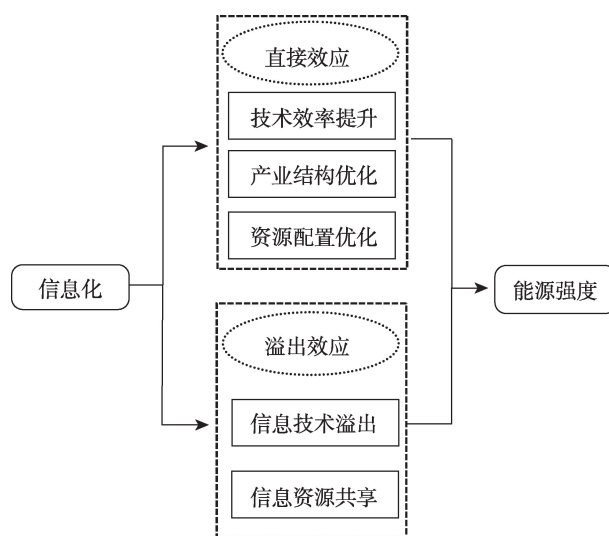 直接效应
技术效率提升
产业结构优化
资源配置优化
信息化
能源强度
溢出效应
信息技术溢出
信息资源共享